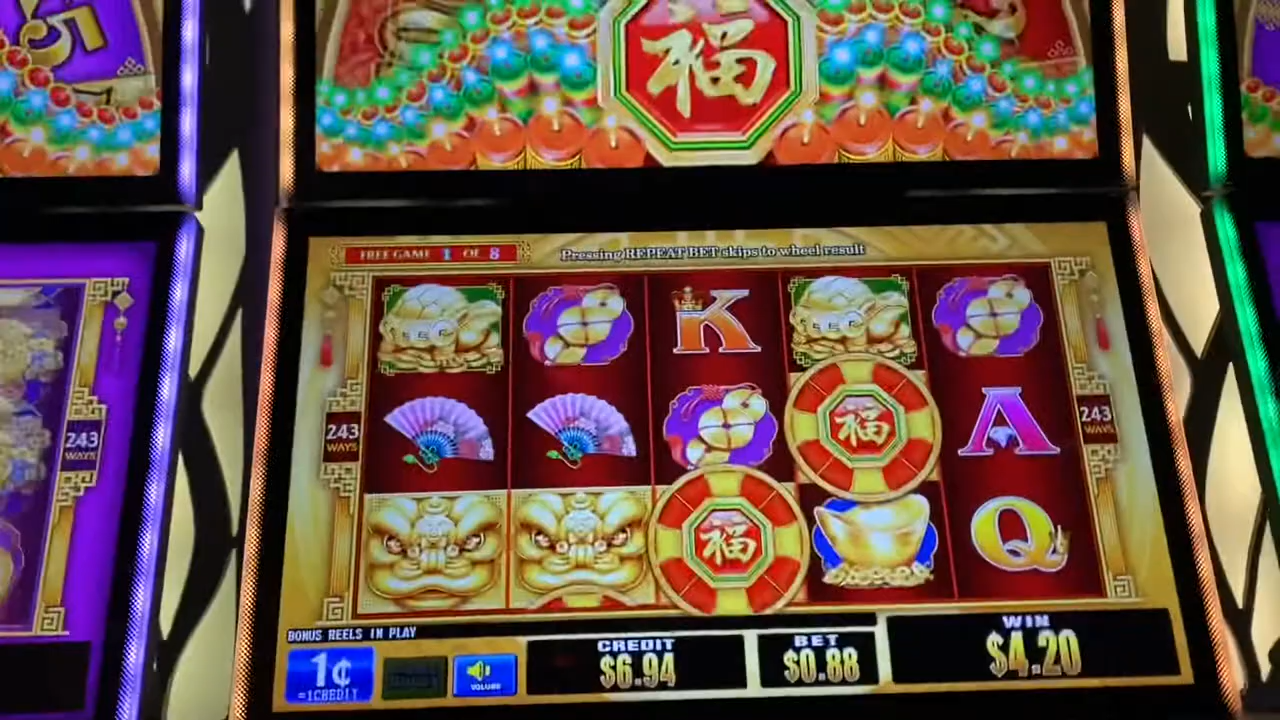 5
福
FREE GAME 1 OF 8
Pressing REPEAT BET skips to wheel result
K
243
WAYS
243
WAYS
243
WAYS
福
A
福
Q
BONUS REELS IN PLAY
1¢
=1CREDIT
VOLUME
CREDIT
$6.94
BET
$0.88
WIN
$4.20